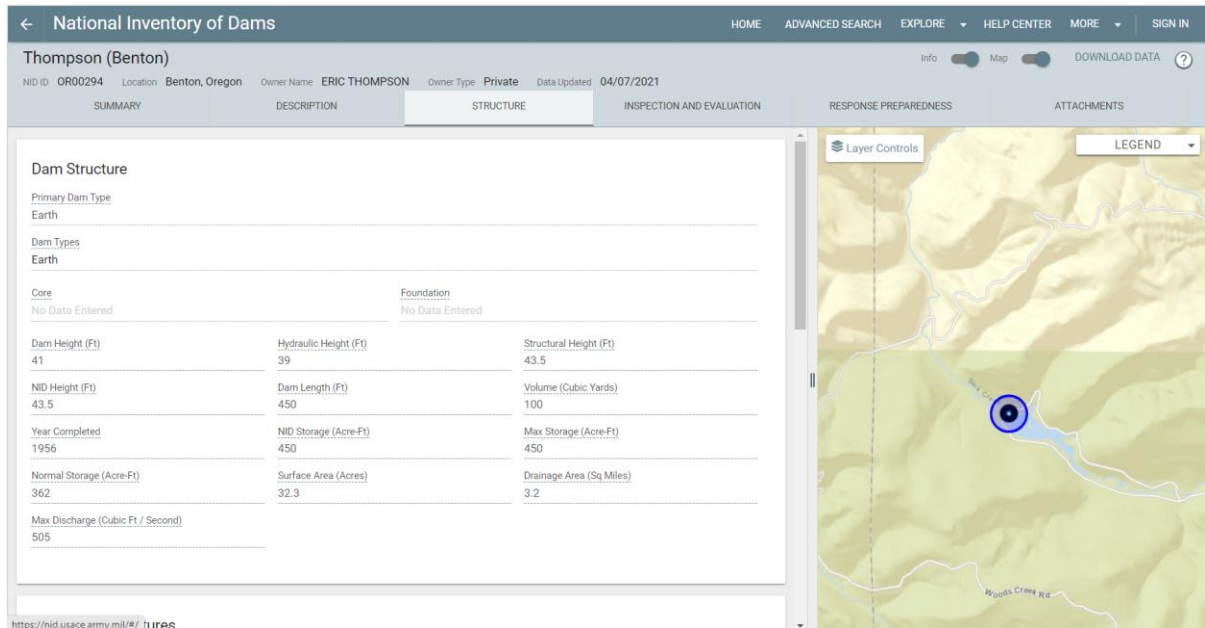 National Inventory of Dams
HOME ADVANCED SEARCH EXPLORE HELP CENTER MORE SIGN IN
Thompson (Benton)
Info Map DOWNLOAD DATA ?
NID ID OR00294 Location Benton, Oregon Owner Name ERIC THOMPSON Owner Type Private Data Updated 04/07/2021
SUMMARY DESCRIPTION STRUCTURE INSPECTION AND EVALUATION RESPONSE PREPAREDNESS ATTACHMENTS
Layer Controls
LEGEND
Dam Structure
Primary Dam Type
Earth
Dam Types
Earth
Core Foundation
No Data Entered No Data Entered
Dam Height (Ft) Hydraulic Height (Ft) Structural Height (Ft)
41 39 43.5
NID Height (Ft) Dam Length (Ft) Volume (Cubic Yards)
43.5 450 100
Year Completed NID Storage (Acre-Ft) Max Storage (Acre-Ft)
1956 450 450
Normal Storage (Acre-Ft) Surface Area (Acres) Drainage Area (Sq Miles)
362 32.3 3.2
Max Discharge (Cubic Ft / Second)
505
Woods Creek Rd
https://nid.usace.army.mil/#/ tures